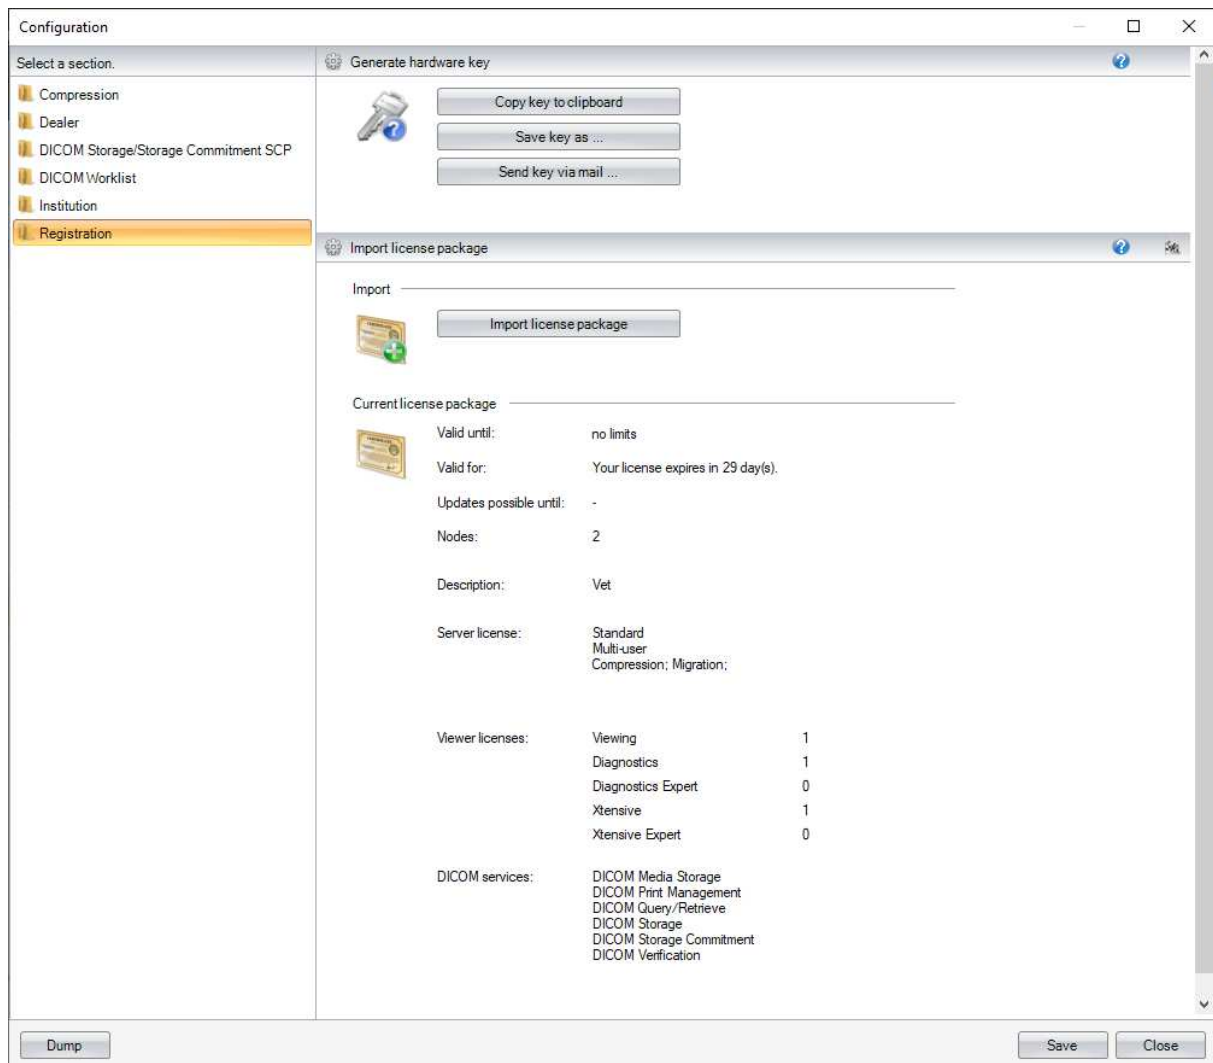 Configuration
Select a section.
Compression
Dealer
DICOM Storage/Storage Commitment SCP
DICOM Worklist
Institution
Registration
Generate hardware key
Copy key to clipboard
Save key as ...
Send key via mail ...
Import license package
Import
Import license package
Current license package
Valid until: no limits
Valid for: Your license expires in 29 day(s).
Updates possible until: -
Nodes: 2
Description: Vet
Server license: Standard
Multi-user
Compression; Migration;
Viewer licenses: Viewing 1
Diagnostics 1
Diagnostics Expert 0
Xtensive 1
Xtensive Expert 0
DICOM services: DICOM Media Storage
DICOM Print Management
DICOM Query/Retrieve
DICOM Storage
DICOM Storage Commitment
DICOM Verification
Dump Save Close